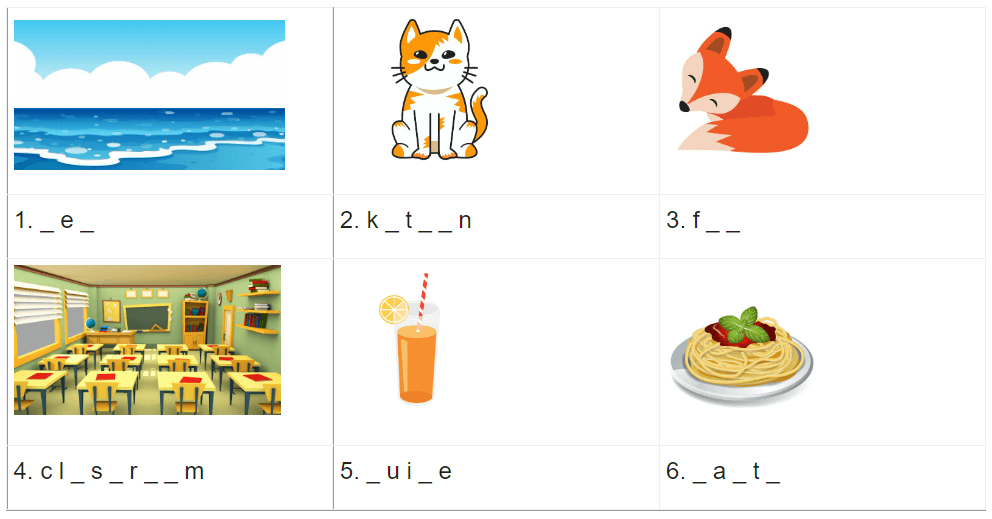 1. _ e _
2. k _ t _ _ n
3. f _ _
4. c l _ s _ r _ _ m
5. _ u i _ e
6. _ a _ t _